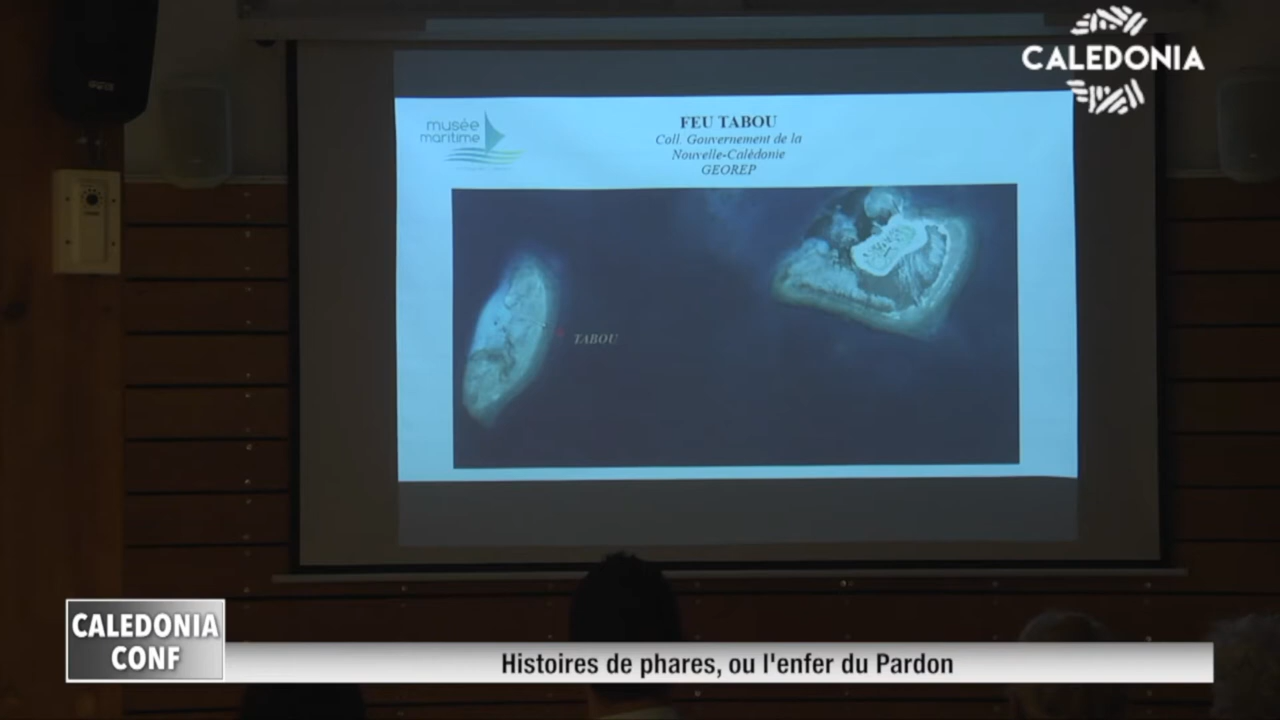 CALEDONIA
musée
maritime
FEU TABOU
Coll. Gouvernement de la
Nouvelle-Calédonie
GEOREP
TABOU
CALEDONIA
CONF
Histoires de phares, ou l'enfer du Pardon